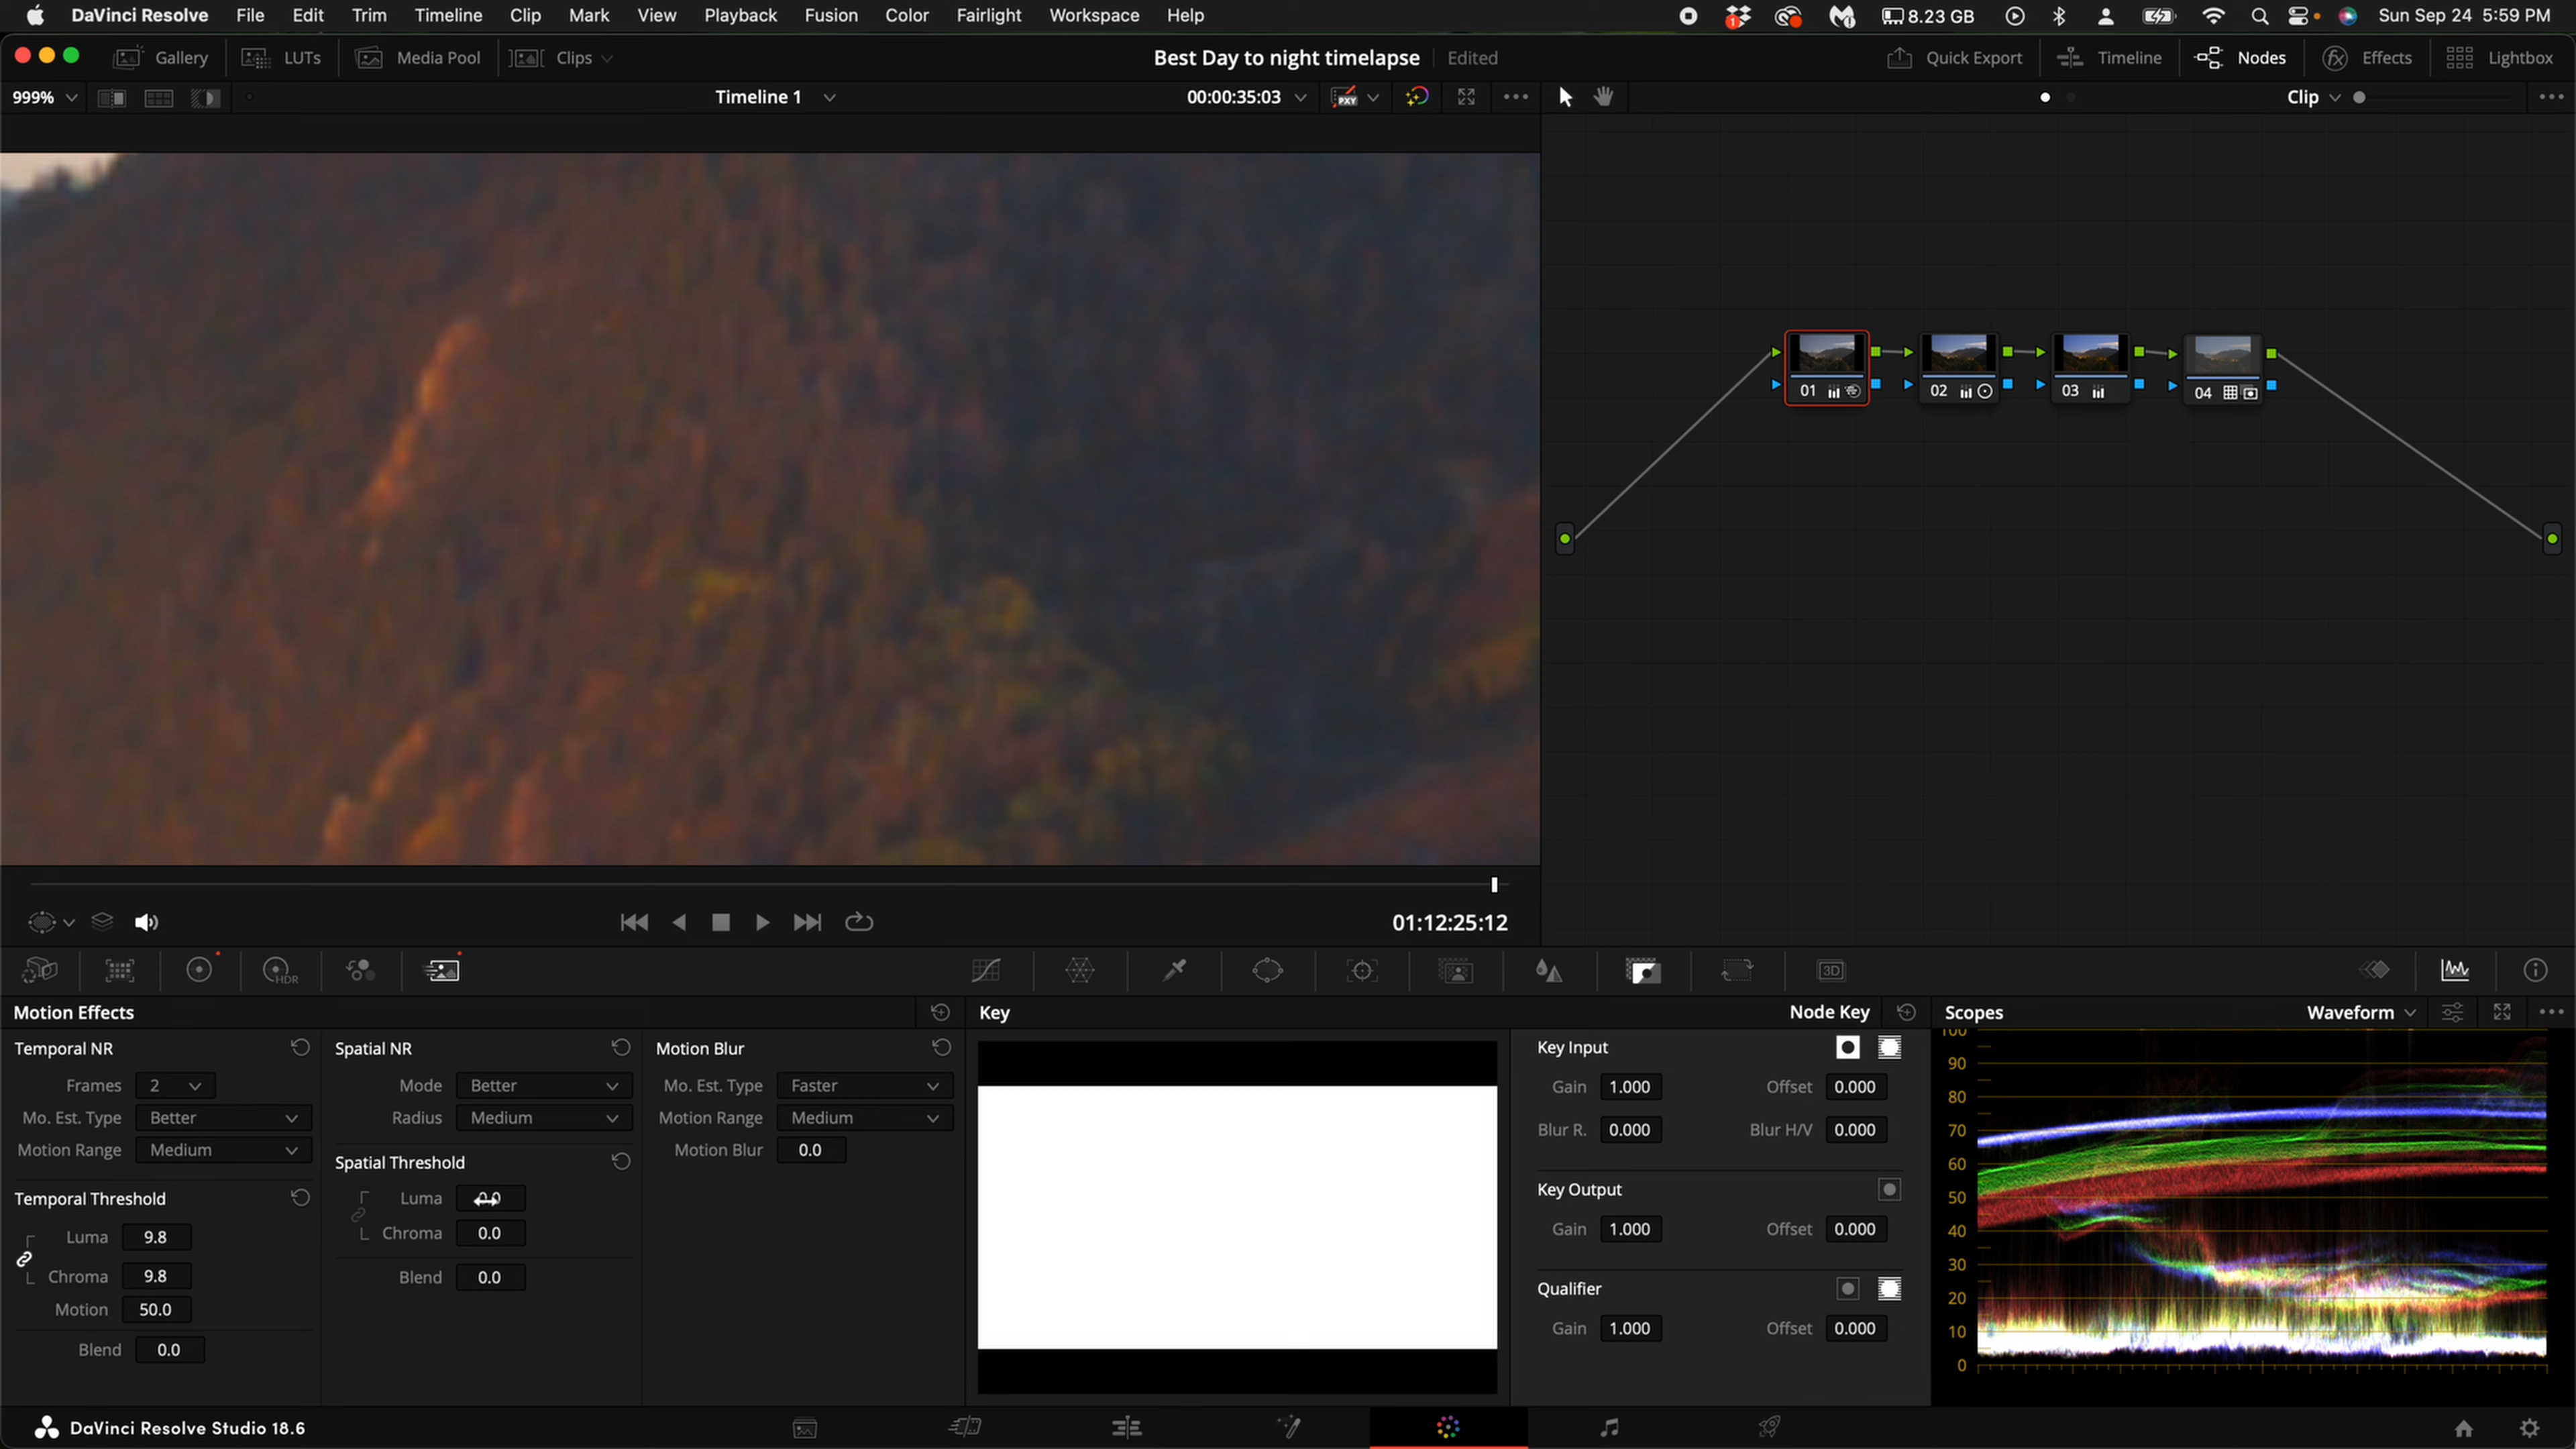 DaVinci Resolve File Edit Trim Timeline Clip Mark View Playback Fusion Color Fairlight Workspace Help 1 8.23 GB Sun Sep 24 5:59 PM
Gallery LUTs Media Pool Clips Best Day to night timelapse Edited Quick Export Timeline Nodes Effects Lightbox
999% Timeline 1 00:00:35:03 PXY Clip
01 02 03 04
01:12:25:12
HDR 3D
Motion Effects Key Node Key Scopes Waveform
Temporal NR Spatial NR Motion Blur Key Input
Frames 2 Mode Better Mo. Est. Type Faster Gain 1.000 Offset 0.000
Mo. Est. Type Better Radius Medium Motion Range Medium Blur R. 0.000 Blur H/V 0.000
Motion Range Medium Motion Blur 0.0
Spatial Threshold
Temporal Threshold Luma Key Output
Luma 9.8 Chroma 0.0 Gain 1.000 Offset 0.000
Chroma 9.8 Blend 0.0 Qualifier
Motion 50.0 Gain 1.000 Offset 0.000
Blend 0.0
100
90
80
70
60
50
40
30
20
10
0
DaVinci Resolve Studio 18.6